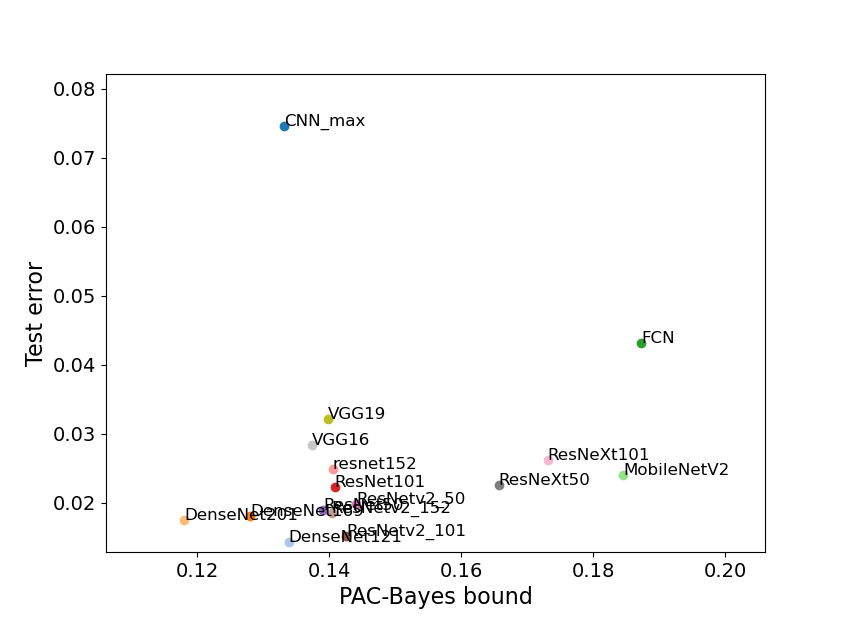 0.08
CNN_max
0.07
0.06
0.05
Test error
FCN
0.04
VGG19
0.03
VGG16
ResNeXt101
resnet152
MobileNetV2
ResNet101
ResNeXt50
ResNetv2_50
0.02
ResNet50
ResNetv2_152
DenseNet169
DenseNet201
ResNetv2_101
DenseNet121
0.12
0.14
0.16
0.18
0.20
PAC-Bayes bound